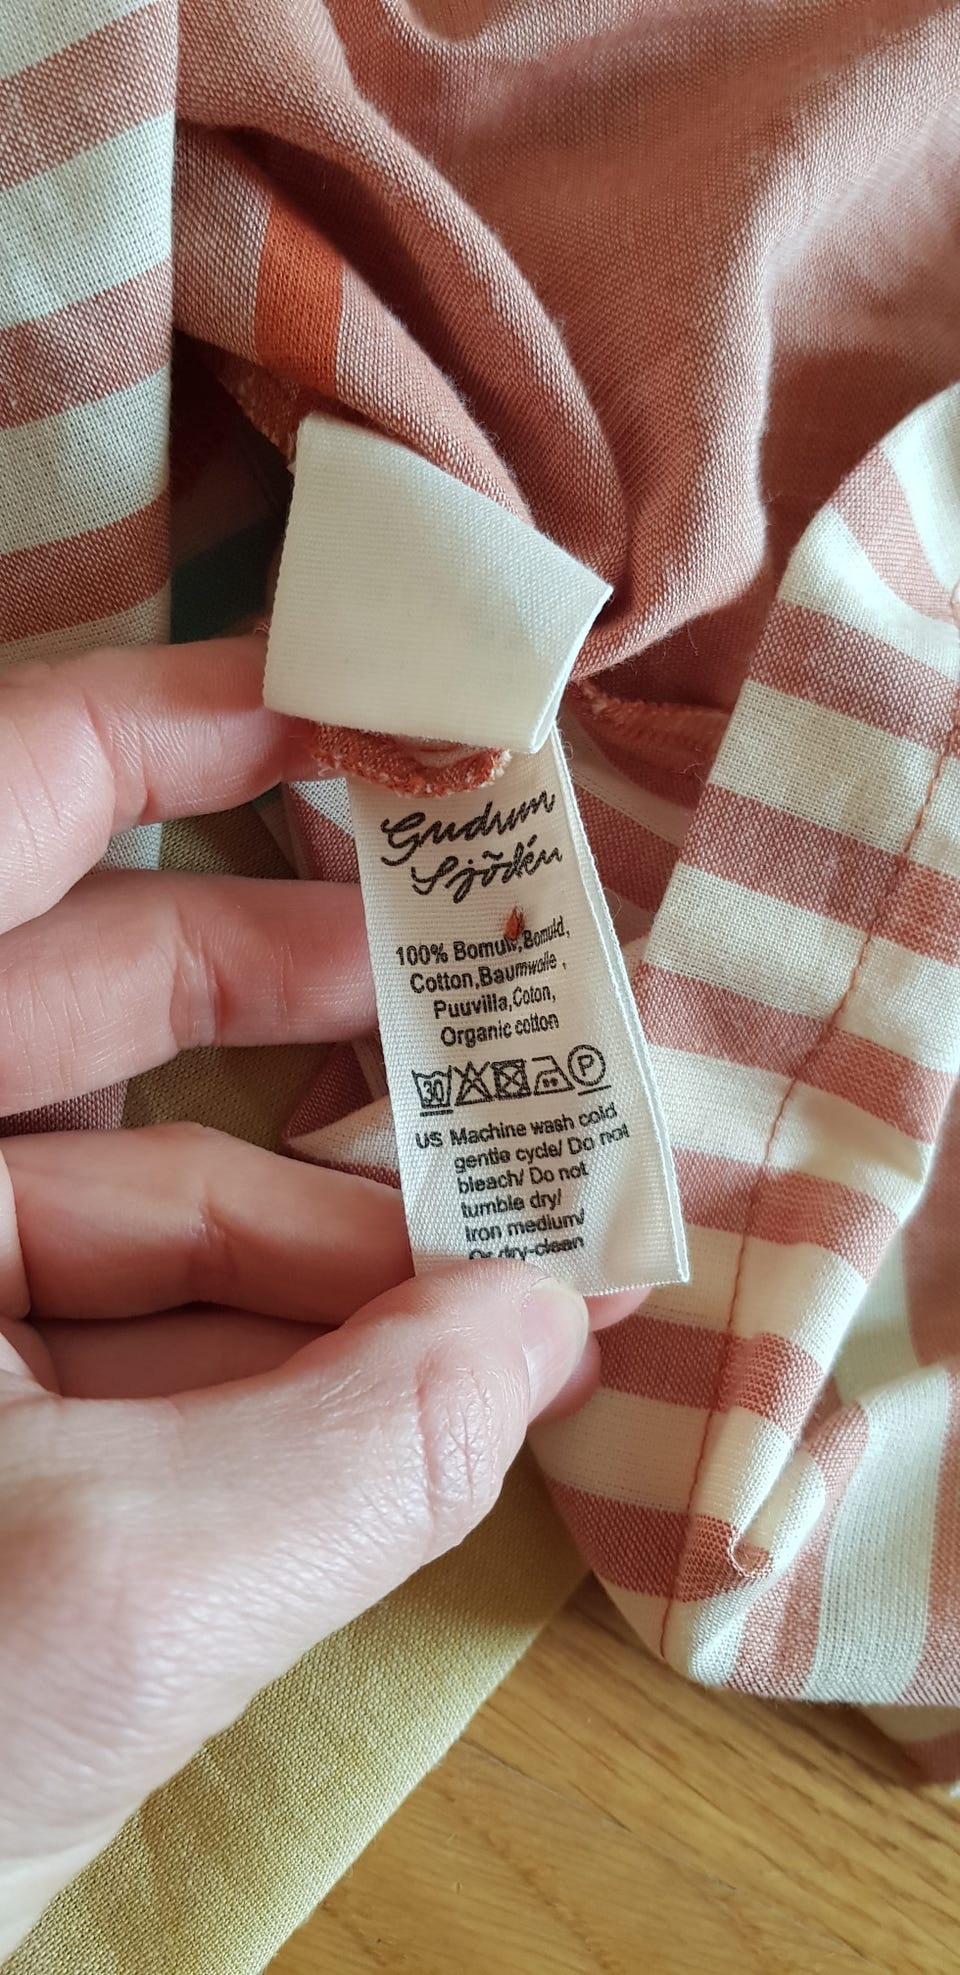 Gudrun
Sjödén
100% Bomull,Bomuld,
Cotton,Baumwolle ,
Puuvilla,Coton,
Organic cotton
30 P
US Machine wash cold
gentle cycle/ Do not
bleach/ Do not
tumble dry/
Iron medium/
Or dry-clean